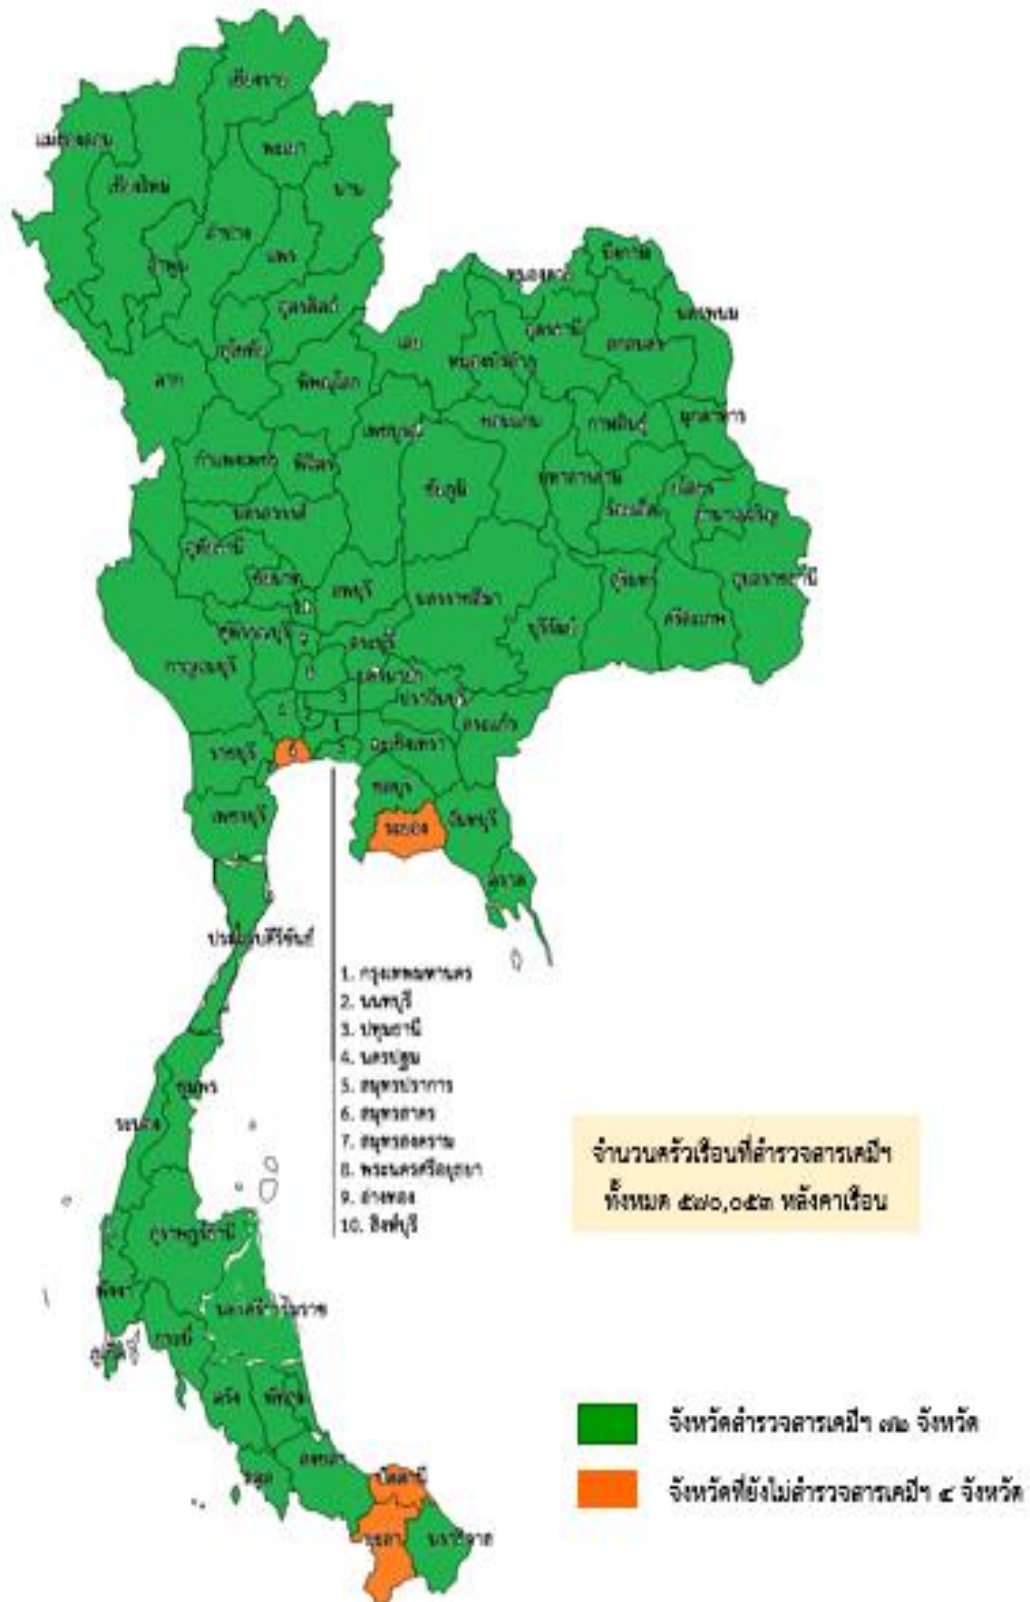 เชียงราย
แม่ฮ่องสอน
พะเยา
เชียงใหม่
น่าน
ลำปาง
แพร่
ลำพูน
บึงกาฬ
อุตรดิตถ์
นครพนม
อุดรธานี
เลย
สกลนคร
สุโขทัย
หนองบัวลำภู
ตาก
พิษณุโลก
เพชรบูรณ์
ขอนแก่น
กาฬสินธุ์
มุกดาหาร
กำแพงเพชร
พิจิตร
ชัยภูมิ
มหาสารคาม
ยโสธร
ร้อยเอ็ด
อำนาจเจริญ
นครสวรรค์
อุทัยธานี
ชัยนาท
ลพบุรี
นครราชสีมา
สุรินทร์
อุบลราชธานี
บุรีรัมย์
ศรีสะเกษ
10
สุพรรณบุรี
9
สระบุรี
กาญจนบุรี
8
นครนายก
3
ปราจีนบุรี
4
2
1
สระแก้ว
ราชบุรี
6
5
ฉะเชิงเทรา
ชลบุรี
เพชรบุรี
ระยอง
จันทบุรี
ตราด
ประจวบคีรีขันธ์
1. กรุงเทพมหานคร
2. นนทบุรี
3. ปทุมธานี
4. นครปฐม
5. สมุทรปราการ
6. สมุทรสาคร
7. สมุทรสงคราม
8. พระนครศรีอยุธยา
9. อ่างทอง
10. สิงห์บุรี
ชุมพร
ระนอง
จำนวนครัวเรือนที่สำรวจสารเคมีฯ
ทั้งหมด ๕๗๐,๐๕๓ หลังคาเรือน
สุราษฎร์ธานี
พังงา
นครศรีธรรมราช
กระบี่
ภูเก็ต
ตรัง
พัทลุง
จังหวัดสำรวจสารเคมีฯ ๗๒ จังหวัด
สงขลา
สตูล
ปัตตานี
จังหวัดที่ยังไม่สำรวจสารเคมีฯ ๔ จังหวัด
ยะลา
นราธิวาส